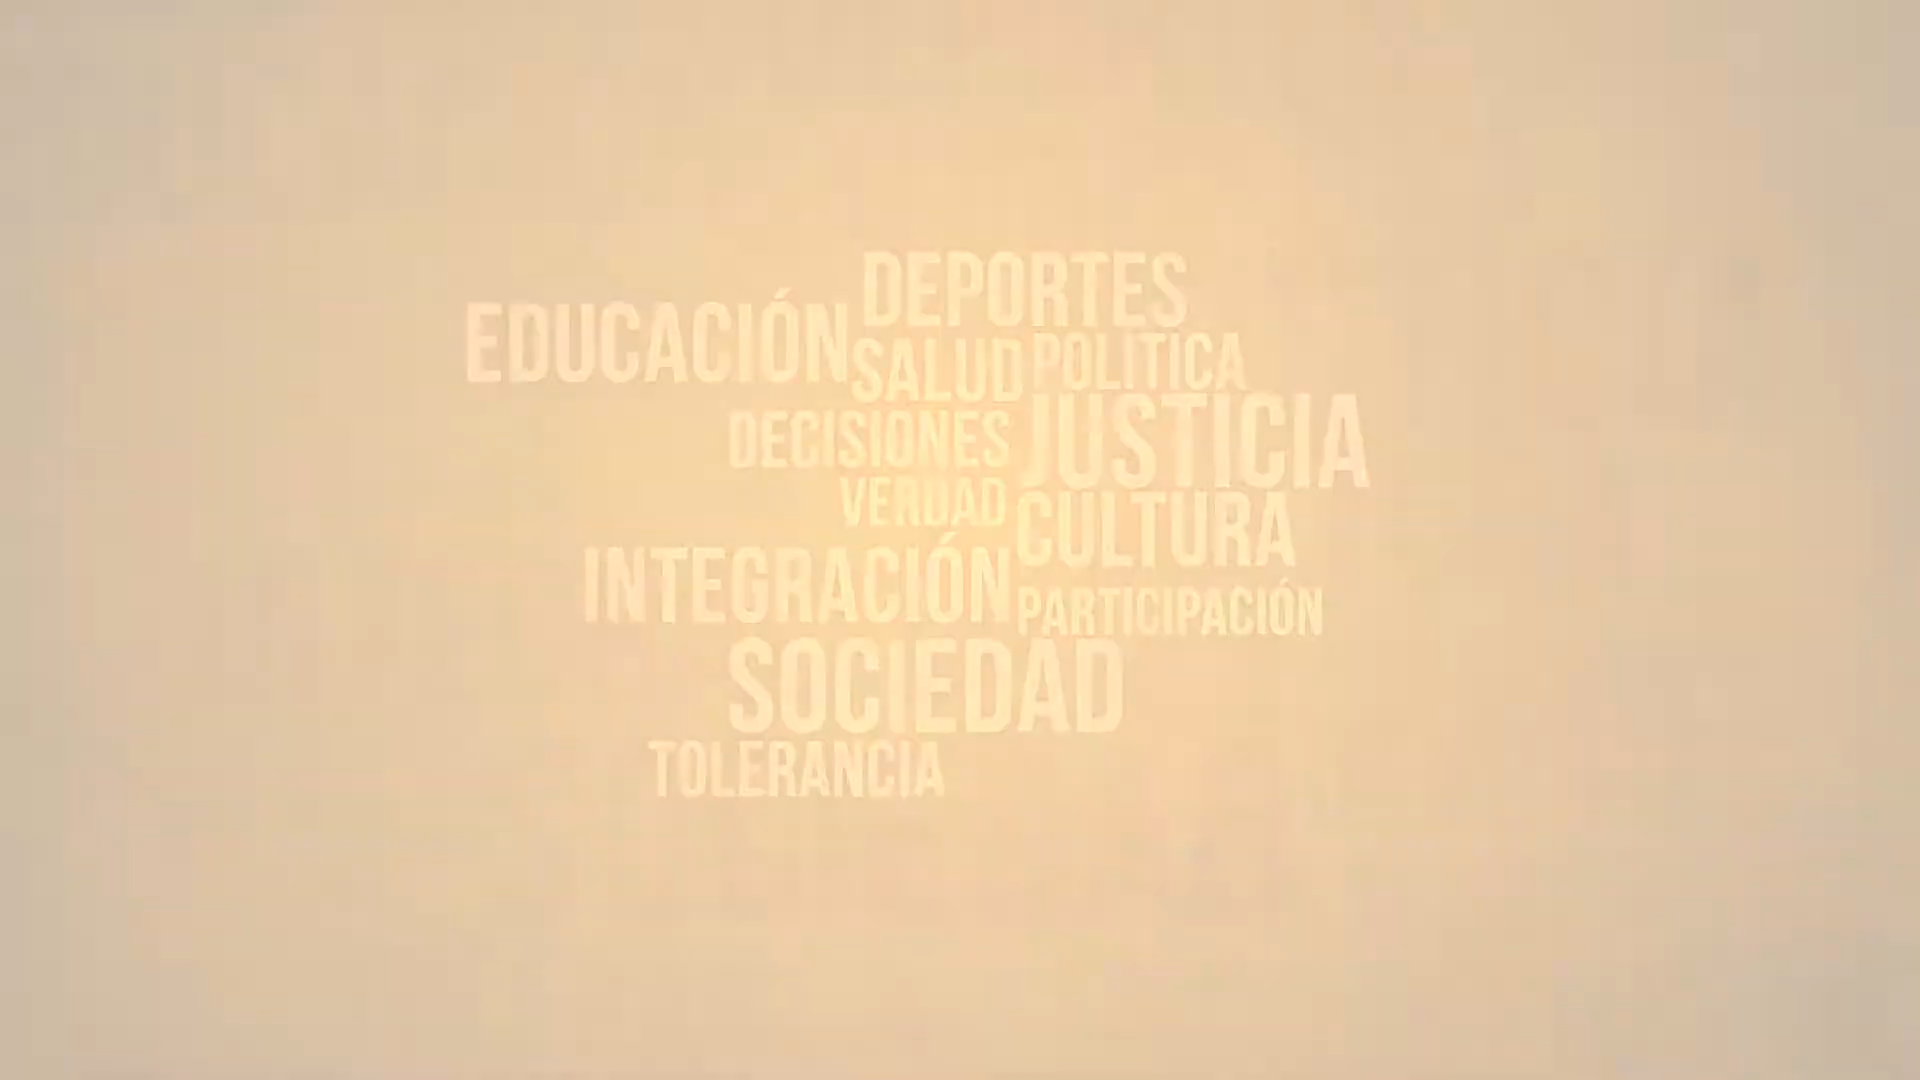 DEPORTES
EDUCACIÓN
SALUD POLITICA
DECISIONES JUSTICIA
VERDAD CULTURA
INTEGRACIÓN PARTICIPACIÓN
SOCIEDAD
TOLERANCIA